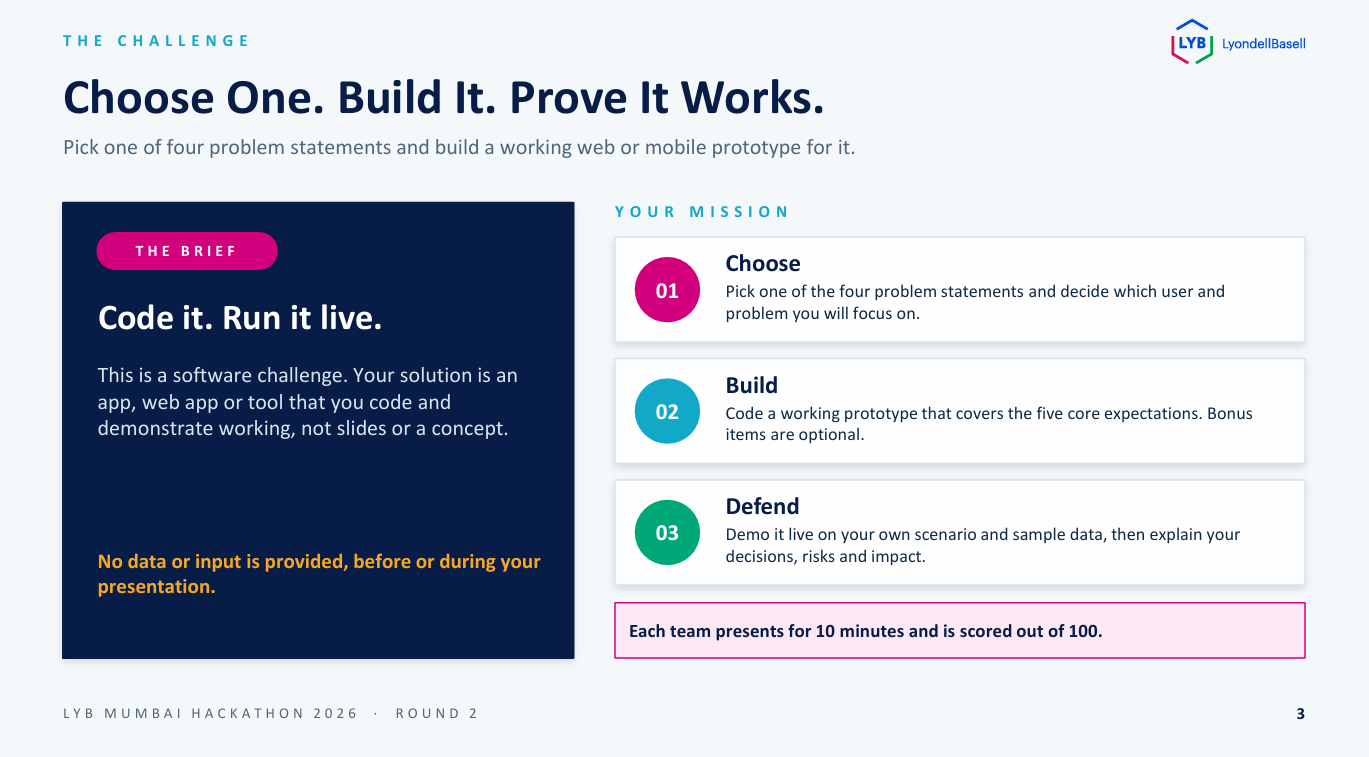 THE CHALLENGE
LYB LyondellBasell
Choose One. Build It. Prove It Works.
Pick one of four problem statements and build a working web or mobile prototype for it.
THE BRIEF
Code it. Run it live.
This is a software challenge. Your solution is an
app, web app or tool that you code and
demonstrate working, not slides or a concept.
No data or input is provided, before or during your
presentation.
YOUR MISSION
01
Choose
Pick one of the four problem statements and decide which user and
problem you will focus on.
02
Build
Code a working prototype that covers the five core expectations. Bonus
items are optional.
03
Defend
Demo it live on your own scenario and sample data, then explain your
decisions, risks and impact.
Each team presents for 10 minutes and is scored out of 100.
LYB MUMBAI HACKATHON 2026 · ROUND 2
3